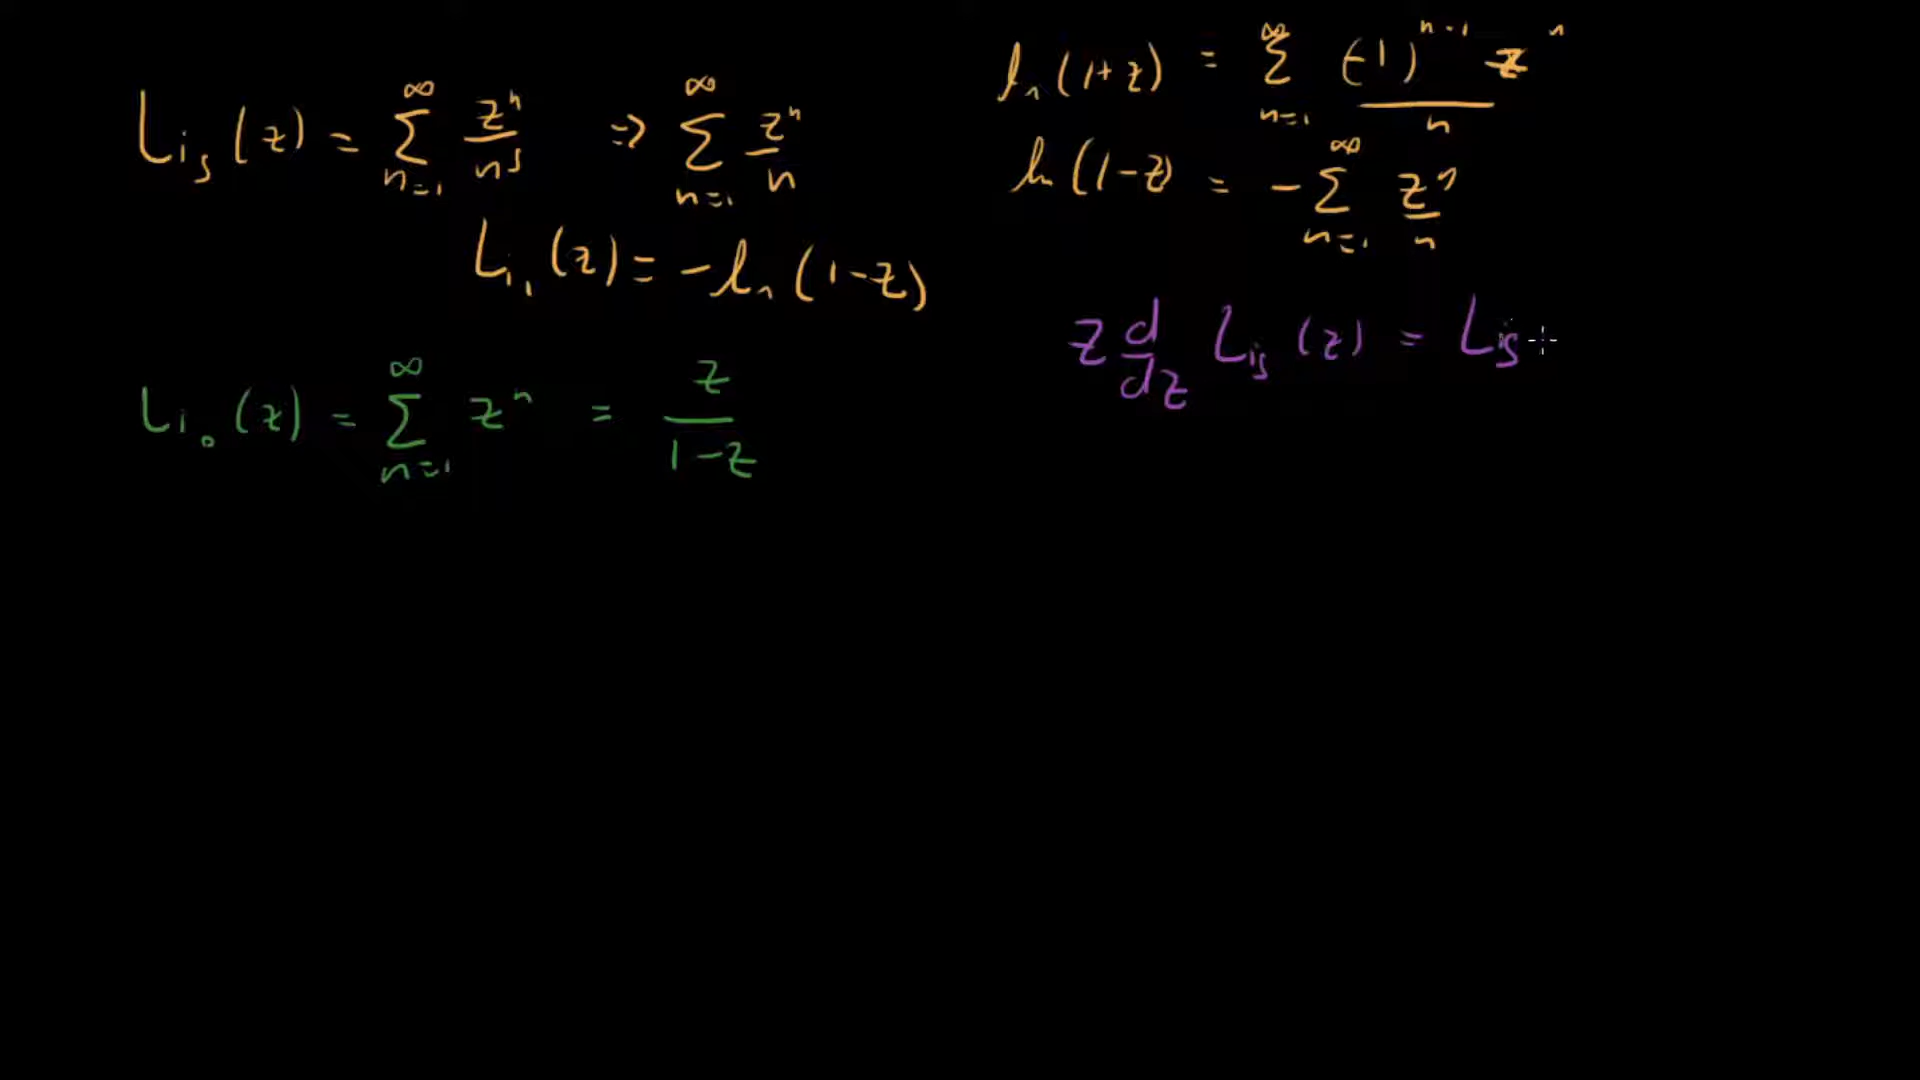 Li_s (z) = ∑_{n=1}^{∞} z^n/n^s => ∑_{n=1}^{∞} z^n/n
Li_1 (z) = -ln (1-z)
Li_0 (z) = ∑_{n=1}^{∞} z^n = z/(1-z)
ln (1+z) = ∑_{n=1}^{∞} (-1)^{n-1} z^n/n
ln (1-z) = -∑_{n=1}^{∞} z^n/n
z d/dz Li_s (z) = Li_s